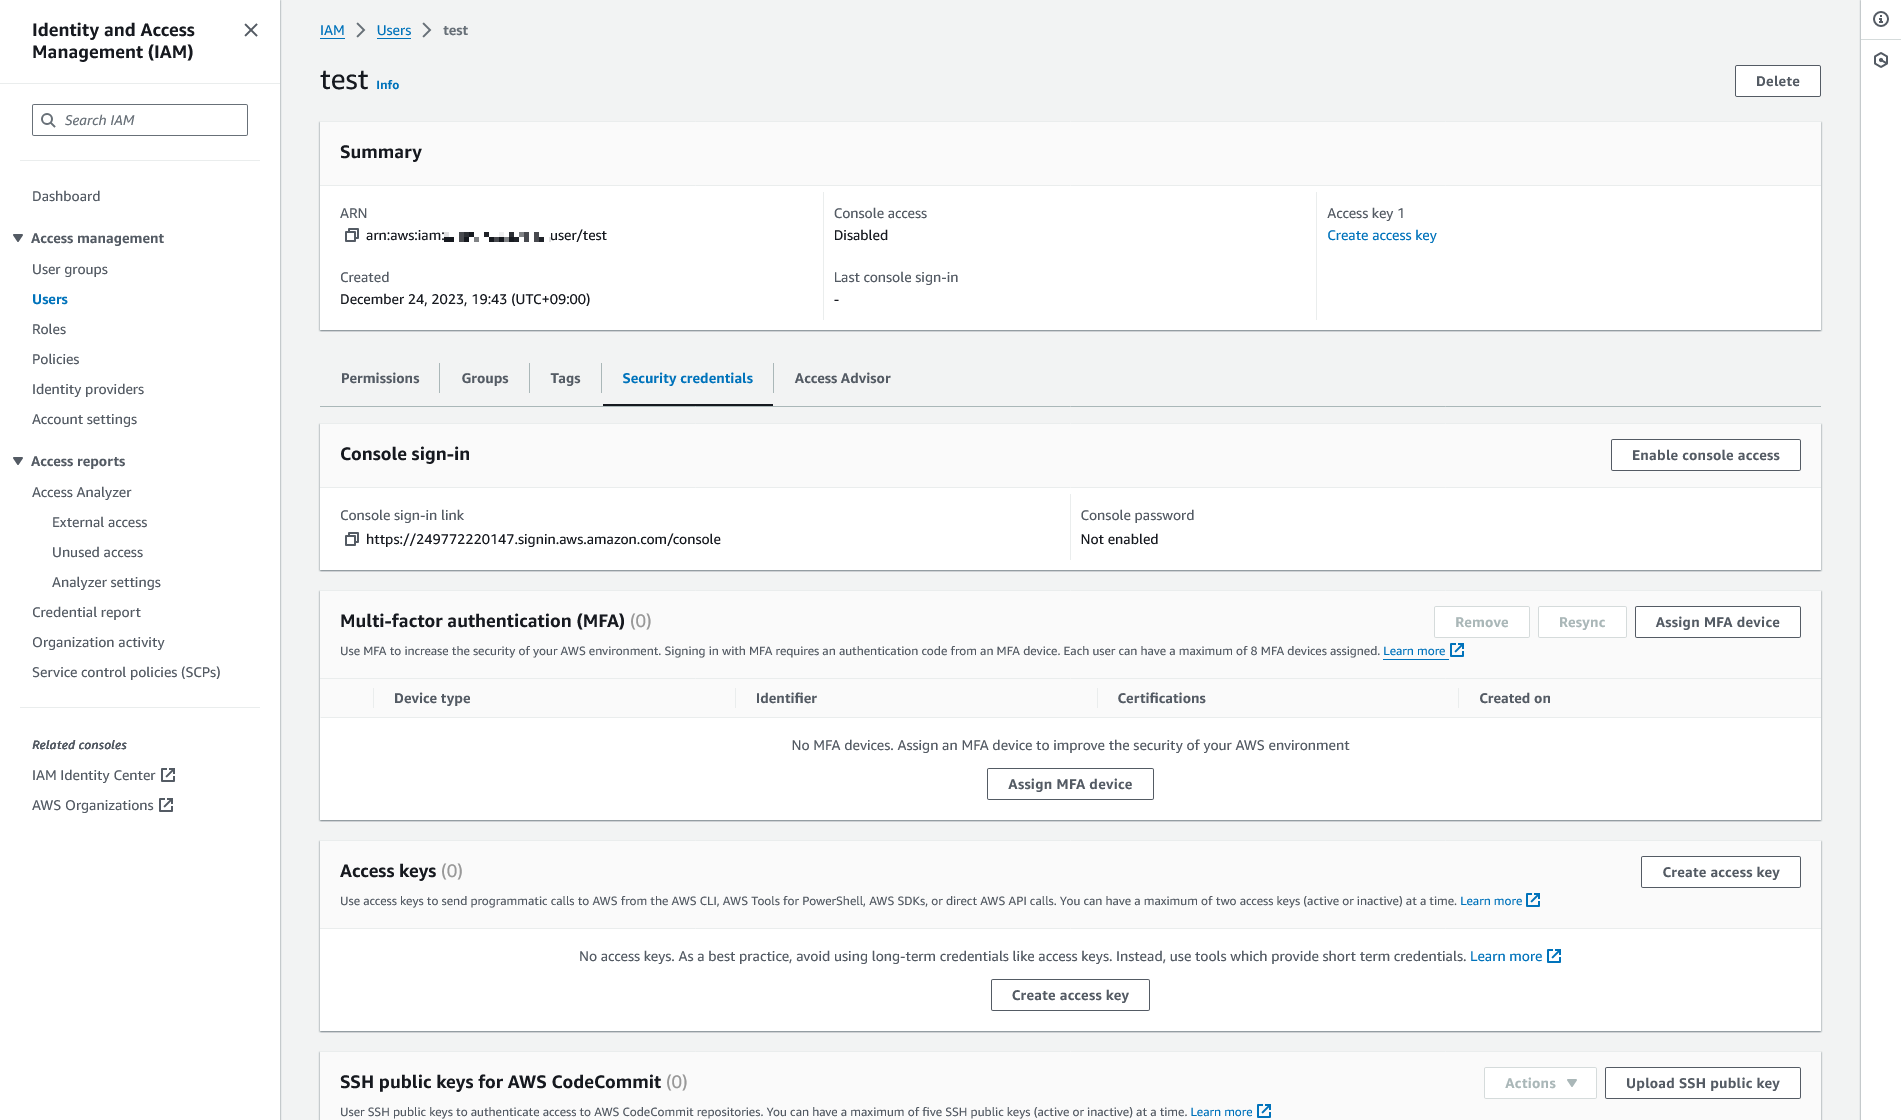 Identity and Access
Management (IAM)
Search IAM
Dashboard
Access management
User groups
Users
Roles
Policies
Identity providers
Account settings
Access reports
Access Analyzer
External access
Unused access
Analyzer settings
Credential report
Organization activity
Service control policies (SCPs)
Related consoles
IAM Identity Center
AWS Organizations
IAM > Users > test
test Info
Delete
Summary
ARN
arn:aws:iam: user/test
Created
December 24, 2023, 19:43 (UTC+09:00)
Console access
Disabled
Last console sign-in
-
Access key 1
Create access key
Permissions
Groups
Tags
Security credentials
Access Advisor
Console sign-in
Enable console access
Console sign-in link
https://249772220147.signin.aws.amazon.com/console
Console password
Not enabled
Multi-factor authentication (MFA) (0)
Remove
Resync
Assign MFA device
Use MFA to increase the security of your AWS environment. Signing in with MFA requires an authentication code from an MFA device. Each user can have a maximum of 8 MFA devices assigned. Learn more
Device type
Identifier
Certifications
Created on
No MFA devices. Assign an MFA device to improve the security of your AWS environment
Assign MFA device
Access keys (0)
Create access key
Use access keys to send programmatic calls to AWS from the AWS CLI, AWS Tools for PowerShell, AWS SDKs, or direct AWS API calls. You can have a maximum of two access keys (active or inactive) at a time. Learn more
No access keys. As a best practice, avoid using long-term credentials like access keys. Instead, use tools which provide short term credentials. Learn more
Create access key
SSH public keys for AWS CodeCommit (0)
Actions
Upload SSH public key
User SSH public keys to authenticate access to AWS CodeCommit repositories. You can have a maximum of five SSH public keys (active or inactive) at a time. Learn more